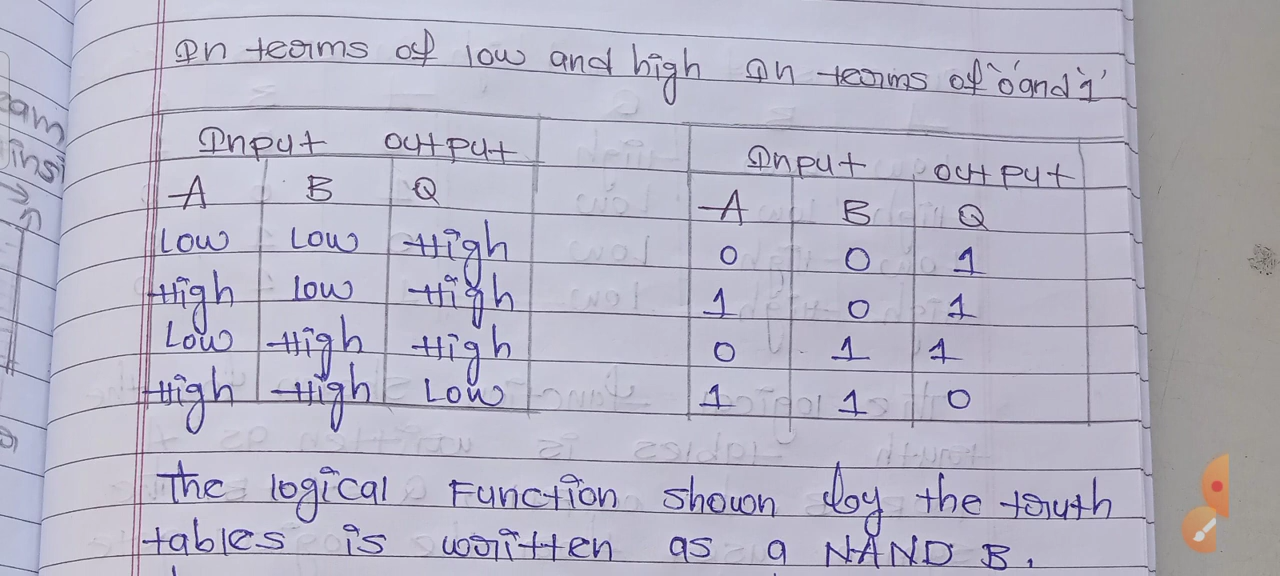 In terms of low and high In terms of '0' and '1'
Input output Input output
A B Q A B Q
Low Low High 0 0 1
High low High 1 0 1
Low High High 0 1 1
High High Low 1 1 0
The logical Function shown by the truth
tables is written as a NAND B.